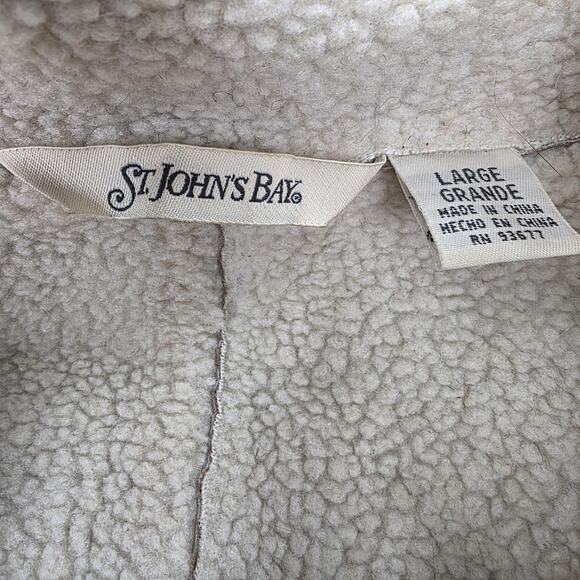 ST. JOHN'S BAY
LARGE
GRANDE
MADE IN CHINA
HECHO EN CHINA
RN 93677